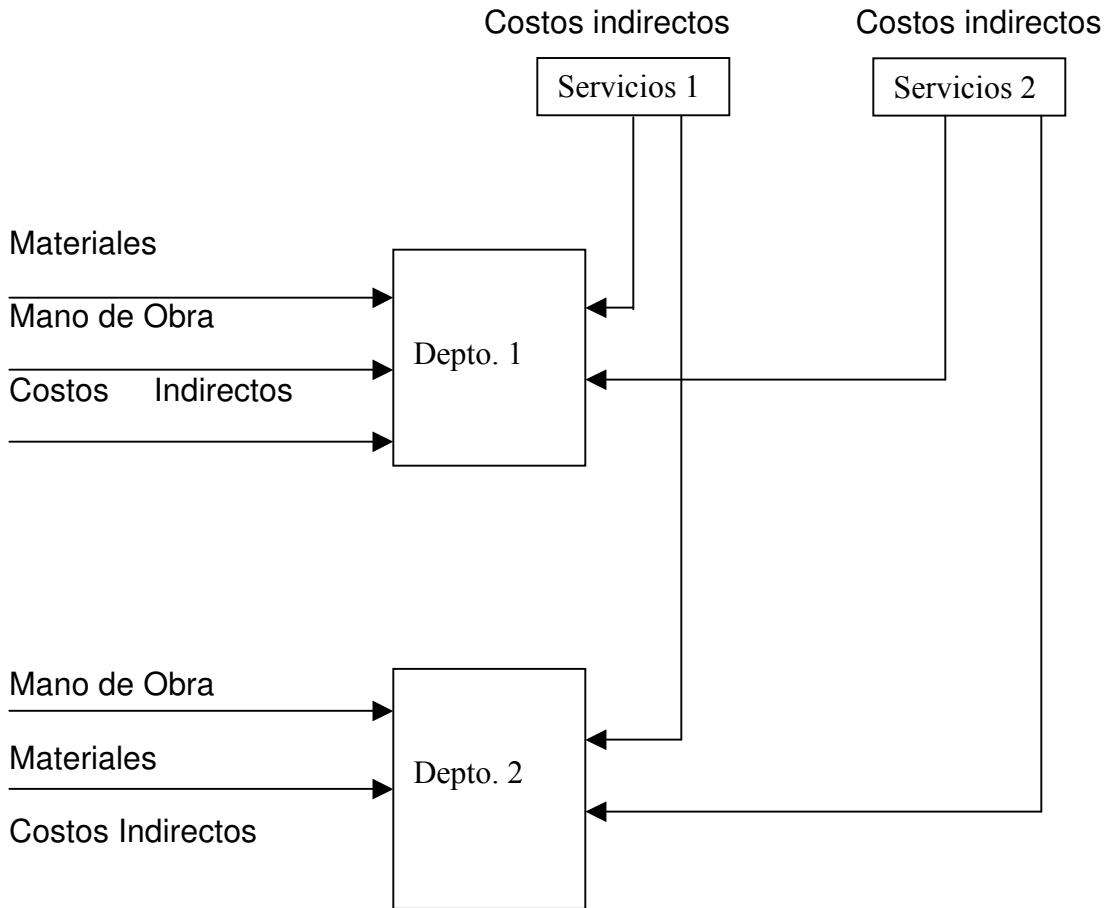 Costos indirectos Costos indirectos
Servicios 1 Servicios 2
Materiales
Mano de Obra
Depto. 1
Costos Indirectos
Mano de Obra
Materiales
Depto. 2
Costos Indirectos